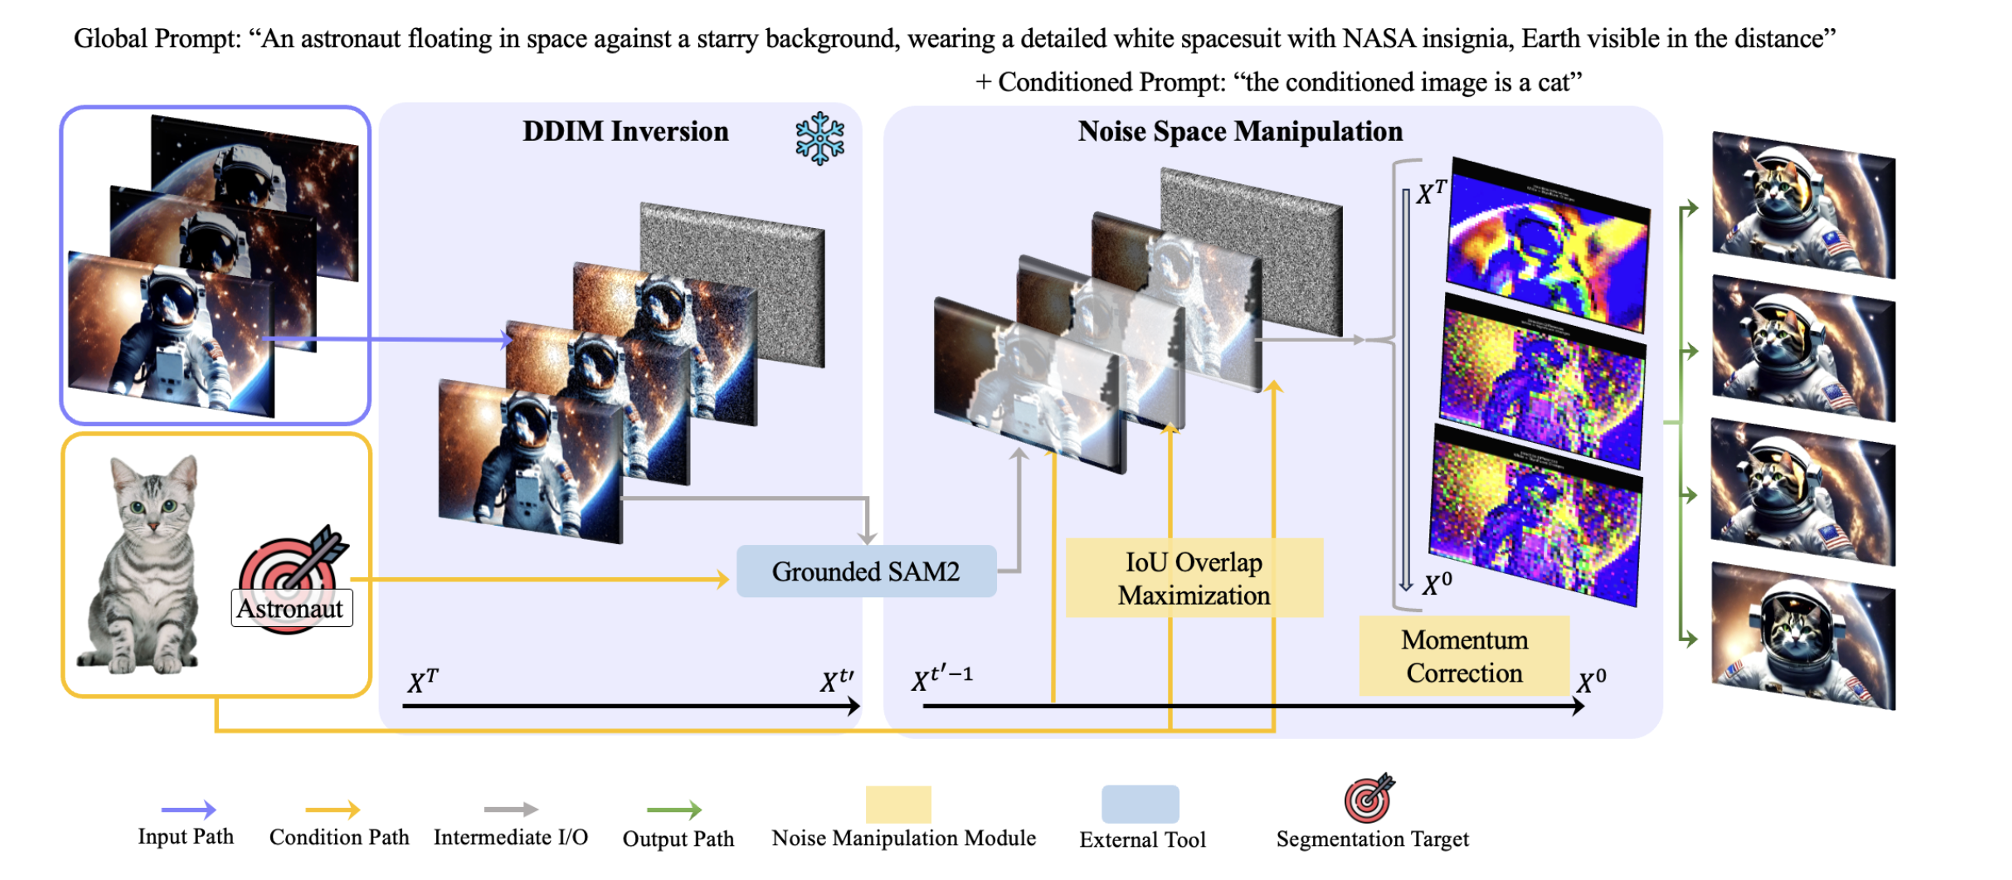 Global Prompt: “An astronaut floating in space against a starry background, wearing a detailed white spacesuit with NASA insignia, Earth visible in the distance”
+ Conditioned Prompt: “the conditioned image is a cat”
DDIM Inversion
Noise Space Manipulation
X^T
Grounded SAM2
IoU Overlap
Maximization
X^0
Astronaut
Momentum
Correction
X^T
X^t′
X^t′−1
X^0
Input Path
Condition Path
Intermediate I/O
Output Path
Noise Manipulation Module
External Tool
Segmentation Target